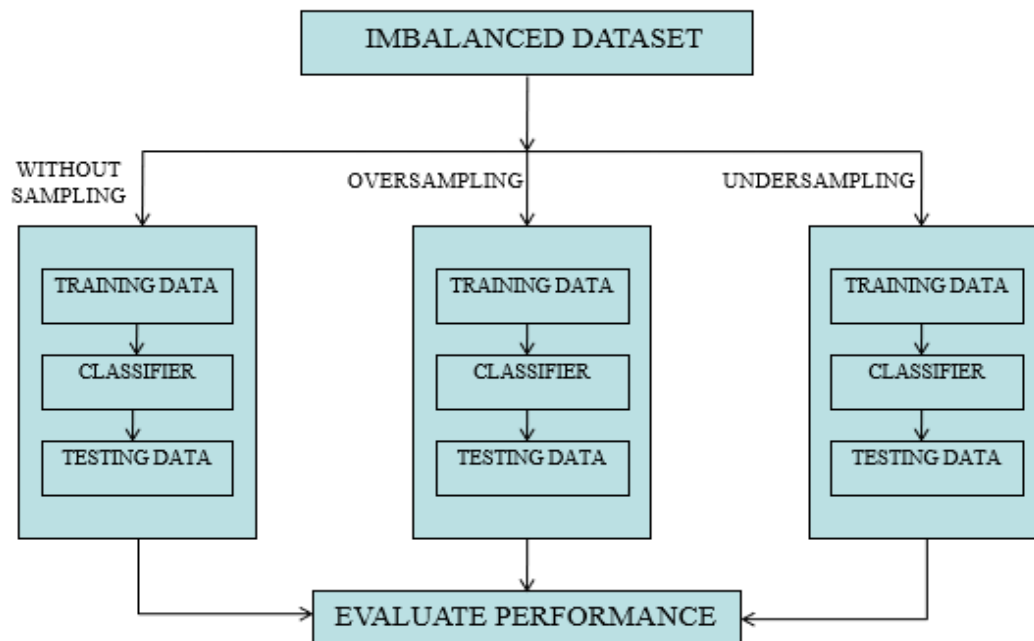 IMBALANCED DATASET
WITHOUT
SAMPLING
OVERSAMPLING
UNDERSAMPLING
TRAINING DATA
CLASSIFIER
TESTING DATA
TRAINING DATA
CLASSIFIER
TESTING DATA
TRAINING DATA
CLASSIFIER
TESTING DATA
EVALUATE PERFORMANCE